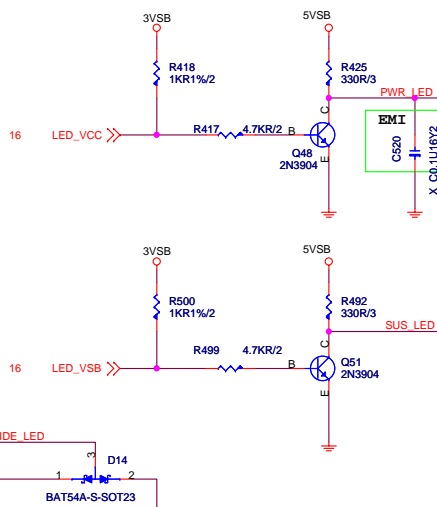 3VSB
5VSB
R418
1KR1%/2
R425
330R/3
PWR_LED
16
LED_VCC
R417
4.7KR/2
B
C
E
Q48
2N3904
EMI
C520
X_C0.1U16Y2
3VSB
5VSB
R500
1KR1%/2
R492
330R/3
SUS_LED
16
LED_VSB
R499
4.7KR/2
B
C
E
Q51
2N3904
IDE_LED
3
D14
1
2
BAT54A-S-SOT23